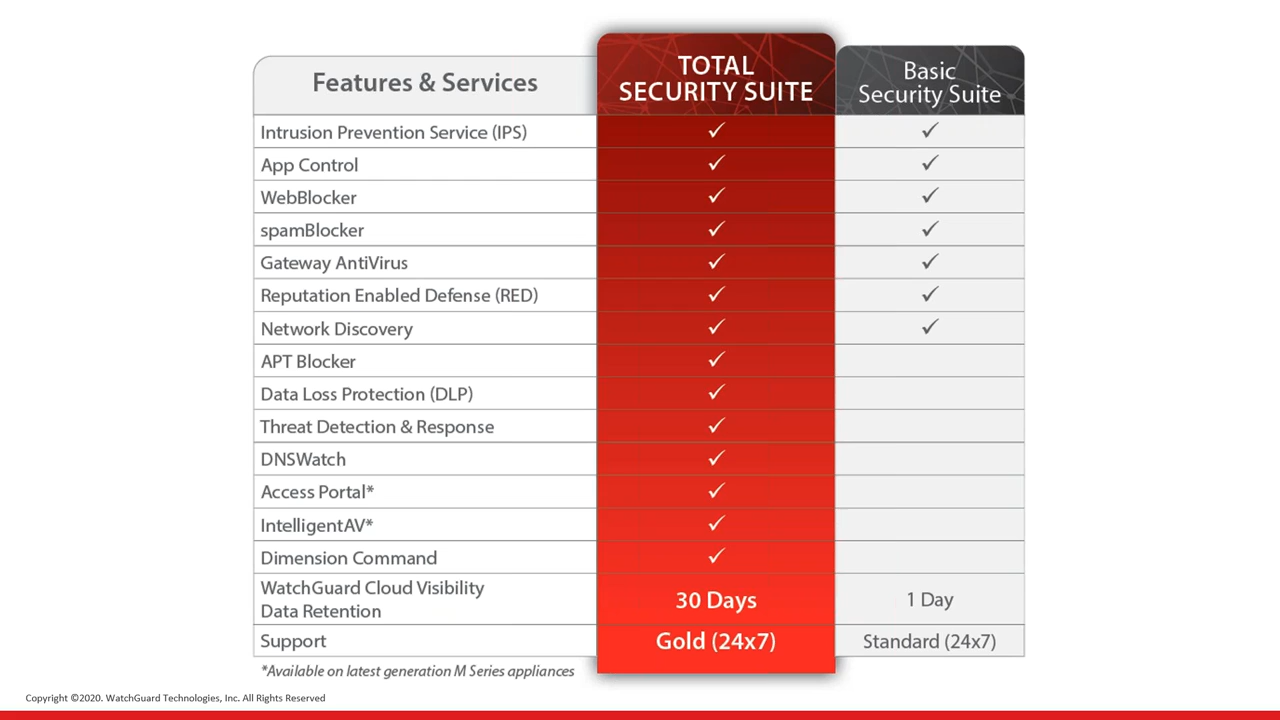 Features & Services
TOTAL
SECURITY SUITE
Basic
Security Suite
Intrusion Prevention Service (IPS) ✓ ✓
App Control ✓ ✓
WebBlocker ✓ ✓
spamBlocker ✓ ✓
Gateway AntiVirus ✓ ✓
Reputation Enabled Defense (RED) ✓ ✓
Network Discovery ✓ ✓
APT Blocker ✓
Data Loss Protection (DLP) ✓
Threat Detection & Response ✓
DNSWatch ✓
Access Portal* ✓
IntelligentAV* ✓
Dimension Command ✓
WatchGuard Cloud Visibility
Data Retention
30 Days
1 Day
Support
Gold (24x7)
Standard (24x7)
*Available on latest generation M Series appliances
Copyright ©2020. WatchGuard Technologies, Inc. All Rights Reserved